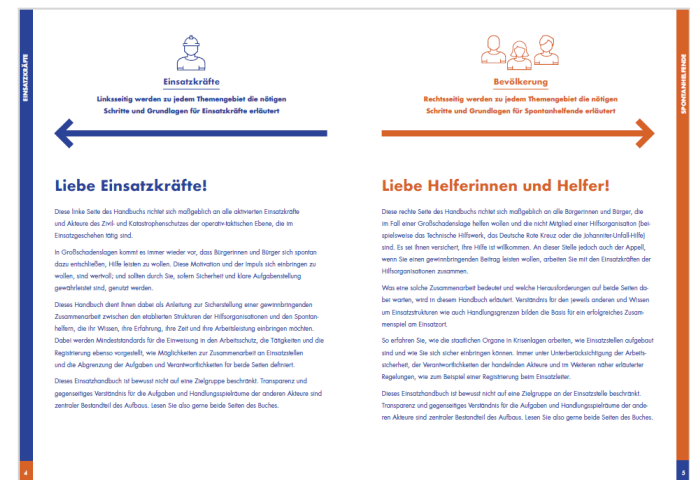 EINSATZKRÄFTE
Einsatzkräfte
Linksseitig werden zu jedem Themengebiet die nötigen
Schritte und Grundlagen für Einsatzkräfte erläutert
Liebe Einsatzkräfte!
Diese linke Seite des Handbuchs richtet sich maßgeblich an alle aktivierten Einsatzkräfte
und Akteure des Zivil- und Katastrophenschutzes der operativ-taktischen Ebene, die im
Einsatzgeschehen tätig sind.
In Großschadenslagen kommt es immer wieder vor, dass Bürgerinnen und Bürger sich spontan
dazu entschließen, Hilfe leisten zu wollen. Diese Motivation und der Impuls sich einbringen zu
wollen, sind wertvoll; und sollten durch Sie, sofern Sicherheit und klare Aufgabenstellung
gewährleistet sind, genutzt werden.
Dieses Handbuch dient Ihnen dabei als Anleitung zur Sicherstellung einer gewinnbringenden
Zusammenarbeit zwischen den etablierten Strukturen der Hilfsorganisationen und den Spontan-
helfern, die ihr Wissen, ihre Erfahrung, ihre Zeit und ihre Arbeitsleistung einbringen möchten.
Dabei werden Mindeststandards für die Einweisung in den Arbeitsschutz, die Tätigkeiten und die
Registrierung ebenso vorgestellt, wie Möglichkeiten zur Zusammenarbeit an Einsatzstellen
und die Abgrenzung der Aufgaben und Verantwortlichkeiten für beide Seiten definiert.
Dieses Einsatzhandbuch ist bewusst nicht auf eine Zielgruppe beschränkt. Transparenz und
gegenseitiges Verständnis für die Aufgaben und Handlungsspielräume der anderen Akteure sind
zentraler Bestandteil des Aufbaus. Lesen Sie also gerne beide Seiten des Buches.
4
Bevölkerung
Rechtsseitig werden zu jedem Themengebiet die nötigen
Schritte und Grundlagen für Spontanhelfende erläutert
Liebe Helferinnen und Helfer!
Diese rechte Seite des Handbuchs richtet sich maßgeblich an alle Bürgerinnen und Bürger, die
im Fall einer Großschadenslage helfen wollen und die nicht Mitglied einer Hilfsorganisation (bei-
spielsweise das Technische Hilfswerk, das Deutsche Rote Kreuz oder die Johanniter-Unfall-Hilfe)
sind. Es sei Ihnen versichert, Ihre Hilfe ist willkommen. An dieser Stelle jedoch auch der Appell,
wenn Sie einen gewinnbringenden Beitrag leisten wollen, arbeiten Sie mit den Einsatzkräften der
Hilfsorganisationen zusammen.
Was eine solche Zusammenarbeit bedeutet und welche Herausforderungen auf beide Seiten da-
bei warten, wird in diesem Handbuch erläutert. Verständnis für den jeweils anderen und Wissen
um Einsatzstrukturen wie auch Handlungsgrenzen bilden die Basis für ein erfolgreiches Zusam-
menspiel am Einsatzort.
So erfahren Sie, wie die staatlichen Organe in Krisenlagen arbeiten, wie Einsatzstellen aufgebaut
sind und wie Sie sich sicher einbringen können. Immer unter Unterberücksichtigung der Arbeits-
sicherheit, der Verantwortlichkeiten der handelnden Akteure und im Weiteren näher erläuterter
Regelungen, wie zum Beispiel einer Registrierung beim Einsatzleiter.
Dieses Einsatzhandbuch ist bewusst nicht auf eine Zielgruppe an der Einsatzstelle beschränkt.
Transparenz und gegenseitiges Verständnis für die Aufgaben und Handlungsspielräume der ande-
ren Akteure sind zentraler Bestandteil des Aufbaus. Lesen Sie also gerne beide Seiten des Buches.
SPONTANHELFENDE
5